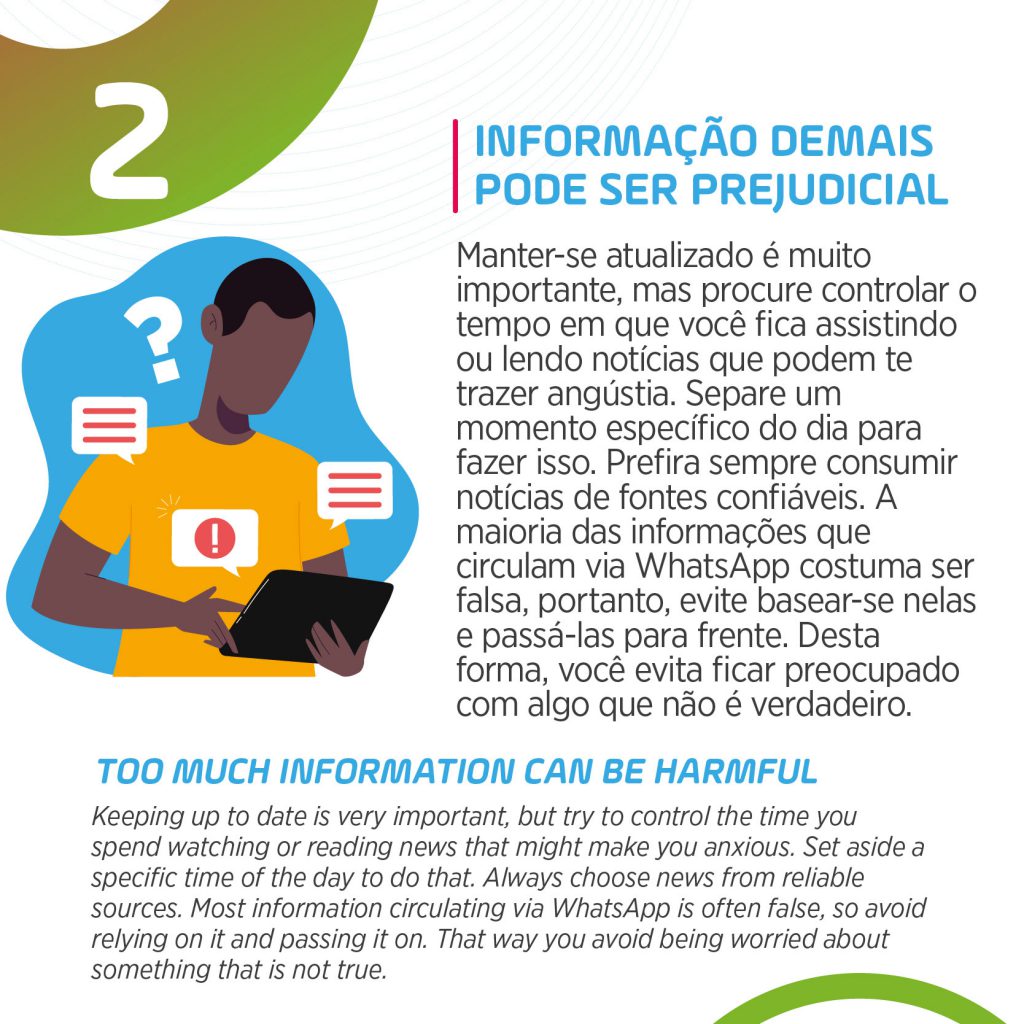 2
INFORMAÇÃO DEMAIS
PODE SER PREJUDICIAL
Manter-se atualizado é muito
importante, mas procure controlar o
tempo em que você fica assistindo
ou lendo notícias que podem te
trazer angústia. Separe um
momento específico do dia para
fazer isso. Prefira sempre consumir
notícias de fontes confiáveis. A
maioria das informações que
circulam via WhatsApp costuma ser
falsa, portanto, evite basear-se nelas
e passá-las para frente. Desta
forma, você evita ficar preocupado
com algo que não é verdadeiro.
?
!
TOO MUCH INFORMATION CAN BE HARMFUL
Keeping up to date is very important, but try to control the time you
spend watching or reading news that might make you anxious. Set aside a
specific time of the day to do that. Always choose news from reliable
sources. Most information circulating via WhatsApp is often false, so avoid
relying on it and passing it on. That way you avoid being worried about
something that is not true.